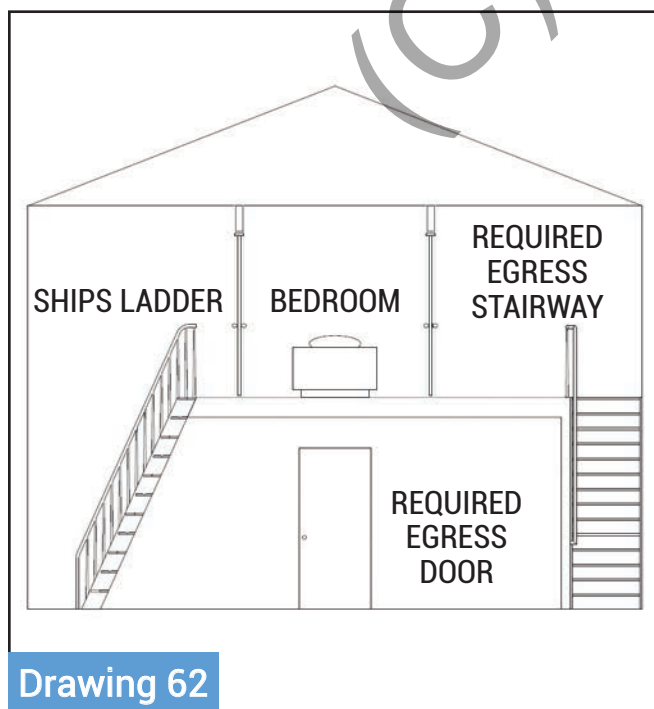 (C)
SHIPS LADDER
BEDROOM
REQUIRED
EGRESS
STAIRWAY
REQUIRED
EGRESS
DOOR
Drawing 62